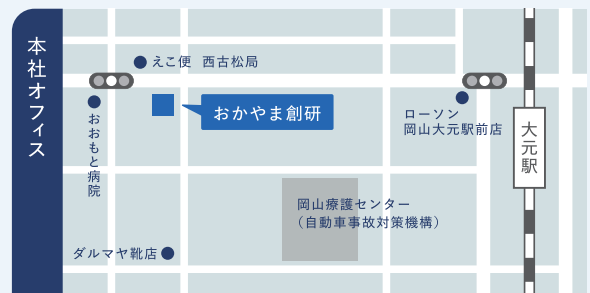 本社オフィス
えこ便 西古松局
おおもと病院
おかやま創研
ローソン
岡山大元駅前店
大元駅
岡山療護センター
（自動車事故対策機構）
ダルマヤ靴店